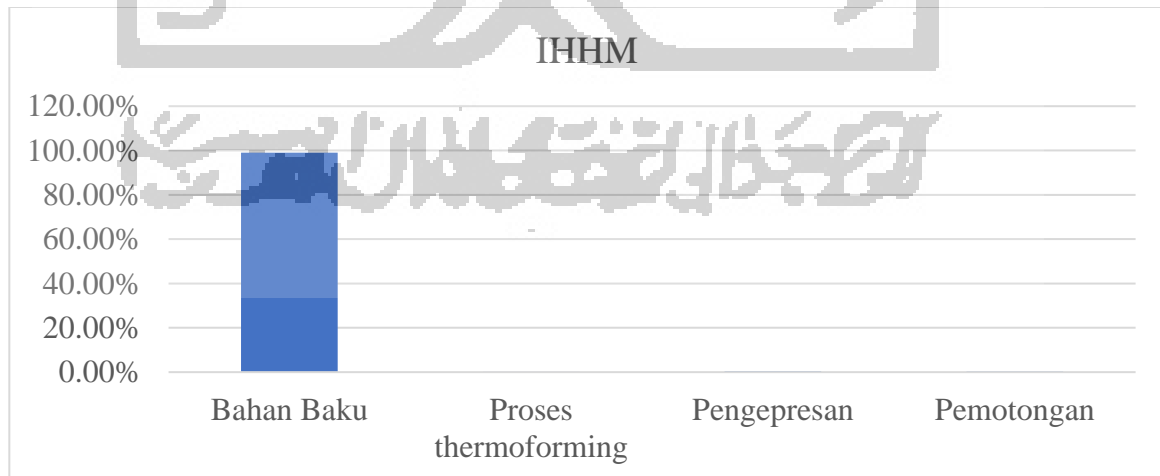 IHHM
120.00%
100.00%
80.00%
60.00%
40.00%
20.00%
0.00%
Bahan Baku
Proses
thermoforming
Pengepresan
Pemotongan